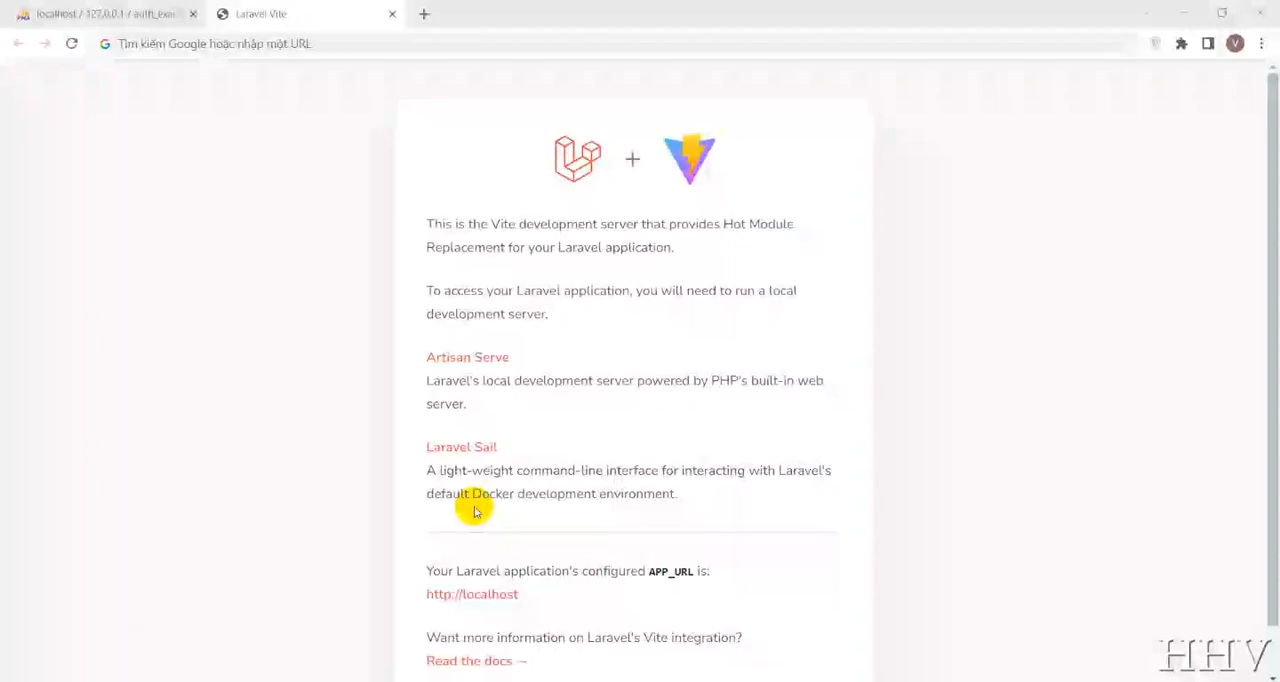 localhost / 127.0.0.1 / auth_exa
Laravel Vite
Tìm kiếm Google hoặc nhập một URL
V
+
This is the Vite development server that provides Hot Module
Replacement for your Laravel application.
To access your Laravel application, you will need to run a local
development server.
Artisan Serve
Laravel's local development server powered by PHP's built-in web
server.
Laravel Sail
A light-weight command-line interface for interacting with Laravel's
default Docker development environment.
Your Laravel application's configured APP_URL is:
http://localhost
Want more information on Laravel's Vite integration?
Read the docs →
HHV